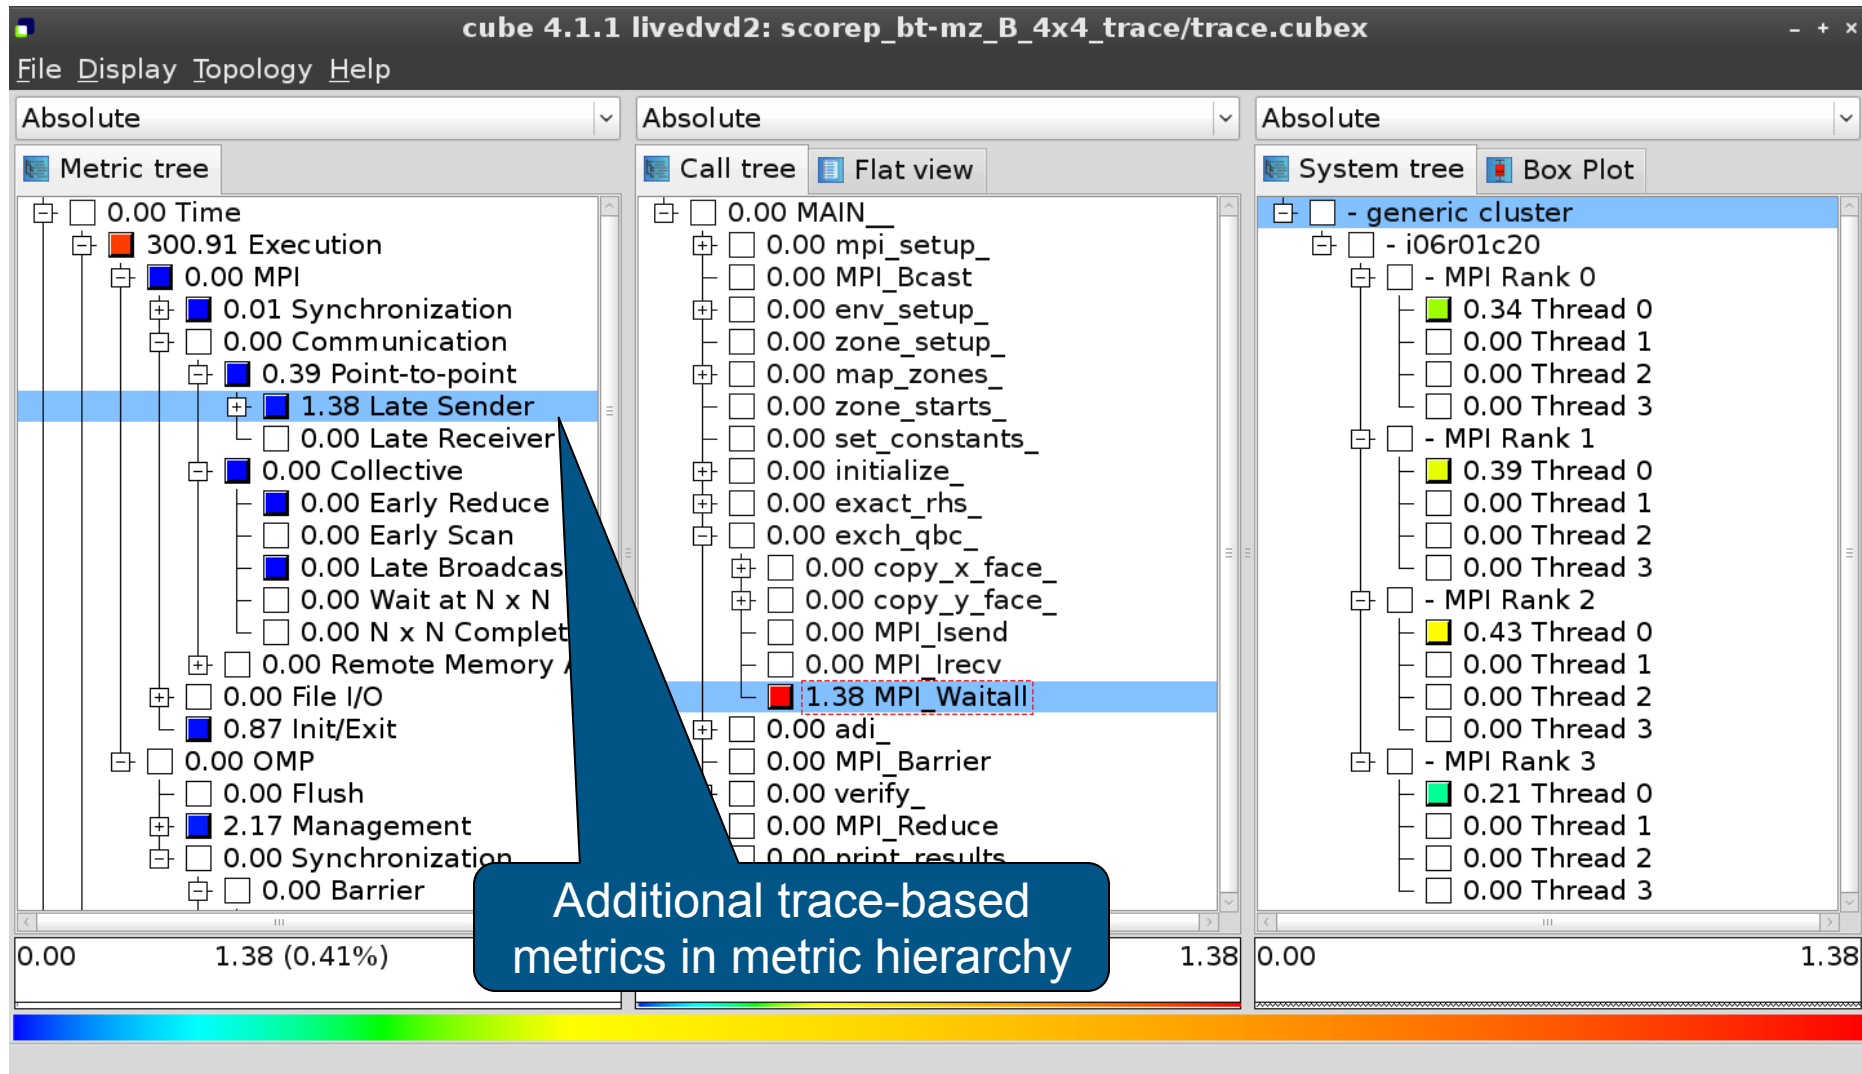 cube 4.1.1 livedvd2: scorep_bt-mz_B_4x4_trace/trace.cubex
File Display Topology Help
Absolute
Metric tree
0.00 Time
300.91 Execution
0.00 MPI
0.01 Synchronization
0.00 Communication
0.39 Point-to-point
1.38 Late Sender
0.00 Late Receiver
0.00 Collective
0.00 Early Reduce
0.00 Early Scan
0.00 Late Broadcas
0.00 Wait at N x N
0.00 N x N Complet
0.00 Remote Memory
0.00 File I/O
0.87 Init/Exit
0.00 OMP
0.00 Flush
2.17 Management
0.00 Synchronization
0.00 Barrier
0.00 1.38 (0.41%)
Absolute
Call tree Flat view
0.00 MAIN__
0.00 mpi_setup_
0.00 MPI_Bcast
0.00 env_setup_
0.00 zone_setup_
0.00 map_zones_
0.00 zone_starts_
0.00 set_constants_
0.00 initialize_
0.00 exact_rhs_
0.00 exch_qbc_
0.00 copy_x_face_
0.00 copy_y_face_
0.00 MPI_Isend
0.00 MPI_Irecv
1.38 MPI_Waitall
0.00 adi_
0.00 MPI_Barrier
0.00 verify_
0.00 MPI_Reduce
0.00 print_results
1.38
Absolute
System tree Box Plot
- generic cluster
- i06r01c20
- MPI Rank 0
0.34 Thread 0
0.00 Thread 1
0.00 Thread 2
0.00 Thread 3
- MPI Rank 1
0.39 Thread 0
0.00 Thread 1
0.00 Thread 2
0.00 Thread 3
- MPI Rank 2
0.43 Thread 0
0.00 Thread 1
0.00 Thread 2
0.00 Thread 3
- MPI Rank 3
0.21 Thread 0
0.00 Thread 1
0.00 Thread 2
0.00 Thread 3
0.00 1.38
Additional trace-based
metrics in metric hierarchy